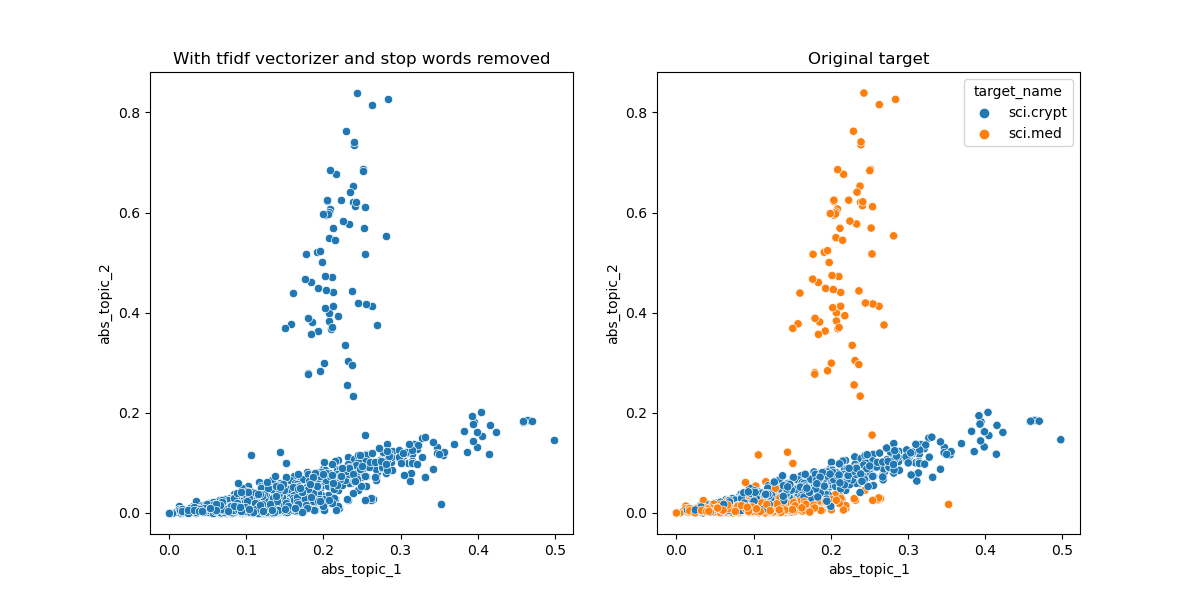 With tfidf vectorizer and stop words removed
0.8
0.6
0.4
0.2
0.0
abs_topic_2
0.0 0.1 0.2 0.3 0.4 0.5
abs_topic_1
Original target
target_name
sci.crypt
sci.med
0.8
0.6
0.4
0.2
0.0
abs_topic_2
0.0 0.1 0.2 0.3 0.4 0.5
abs_topic_1